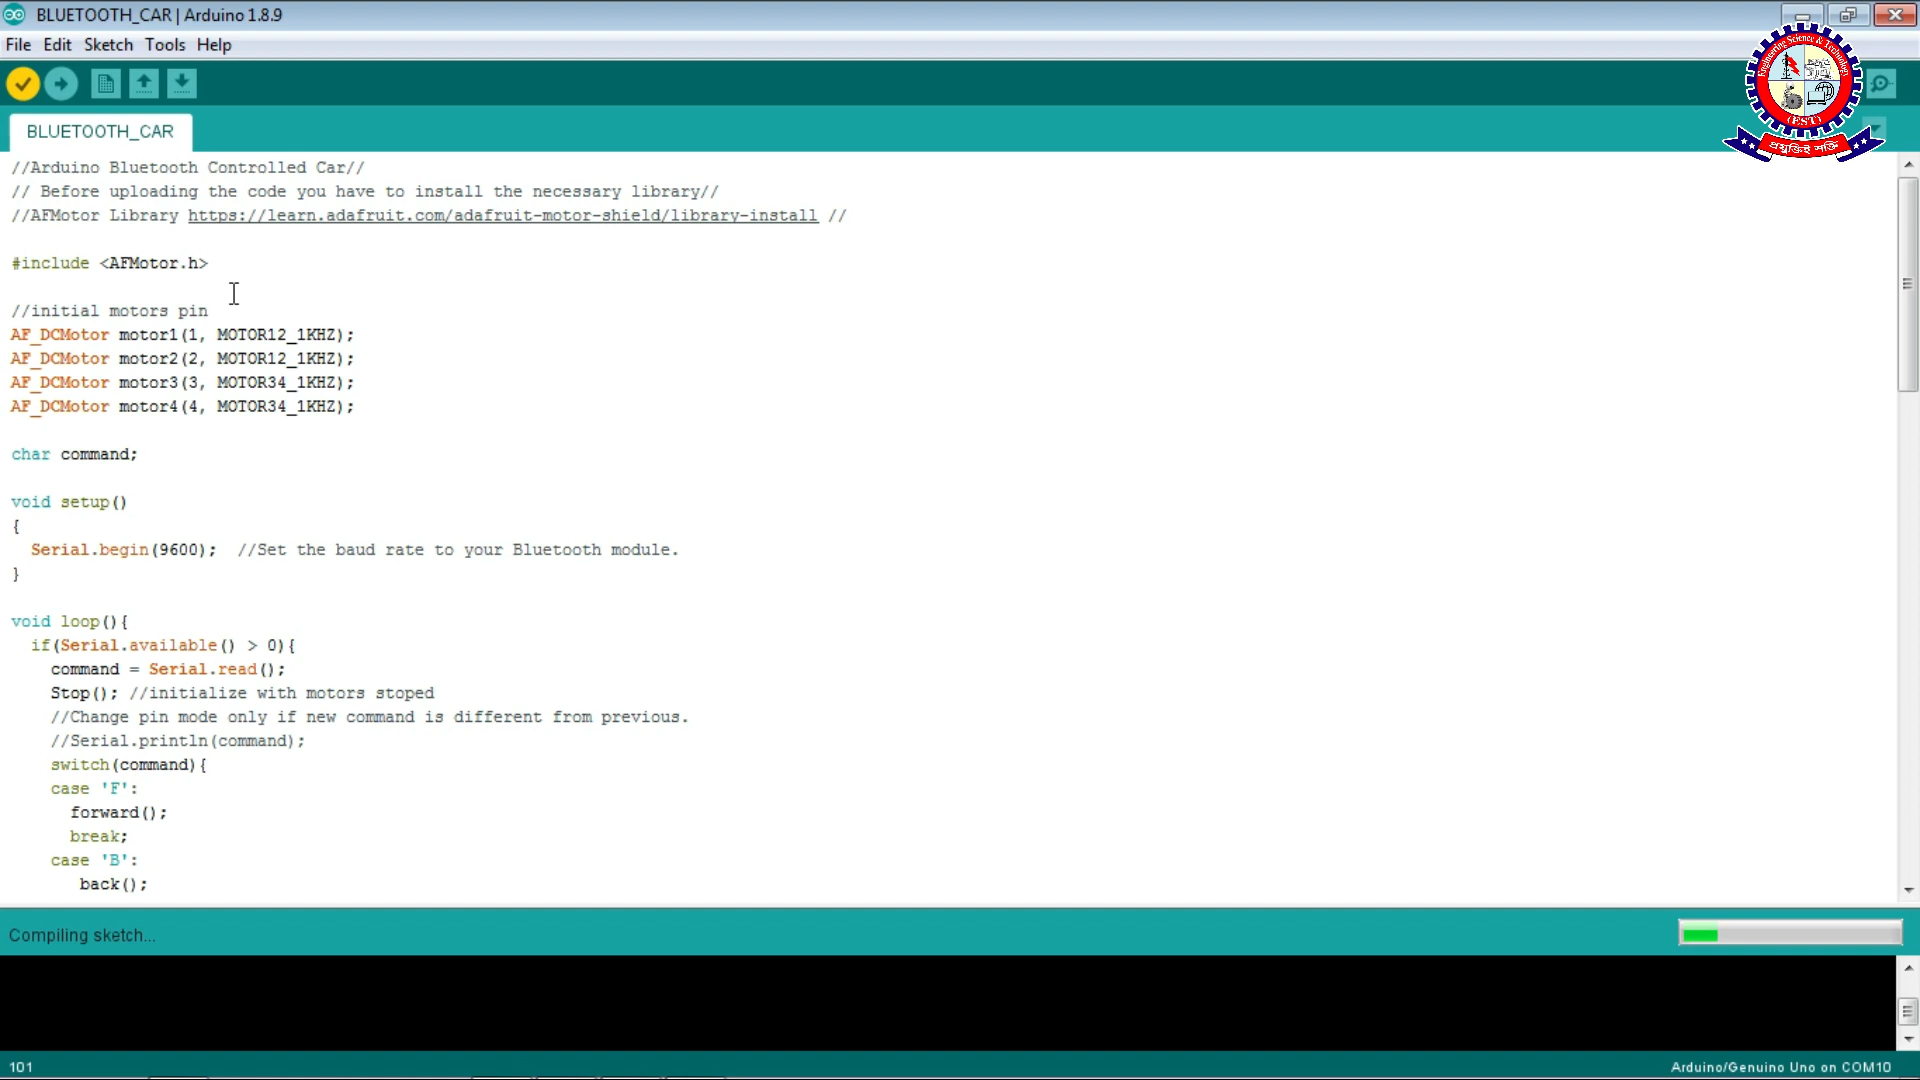 BLUETOOTH_CAR | Arduino 1.8.9
File Edit Sketch Tools Help
Engineering Science & Technology
(EST)
BLUETOOTH_CAR
//Arduino Bluetooth Controlled Car//
// Before uploading the code you have to install the necessary library//
//AFMotor Library https://learn.adafruit.com/adafruit-motor-shield/library-install //
#include <AFMotor.h>
//initial motors pin
AF_DCMotor motor1(1, MOTOR12_1KHZ);
AF_DCMotor motor2(2, MOTOR12_1KHZ);
AF_DCMotor motor3(3, MOTOR34_1KHZ);
AF_DCMotor motor4(4, MOTOR34_1KHZ);
char command;
void setup()
{
Serial.begin(9600); //Set the baud rate to your Bluetooth module.
}
void loop(){
if(Serial.available() > 0){
command = Serial.read();
Stop(); //initialize with motors stoped
//Change pin mode only if new command is different from previous.
//Serial.println(command);
switch(command){
case 'F':
forward();
break;
case 'B':
back();
Compiling sketch...
101
Arduino/Genuino Uno on COM10